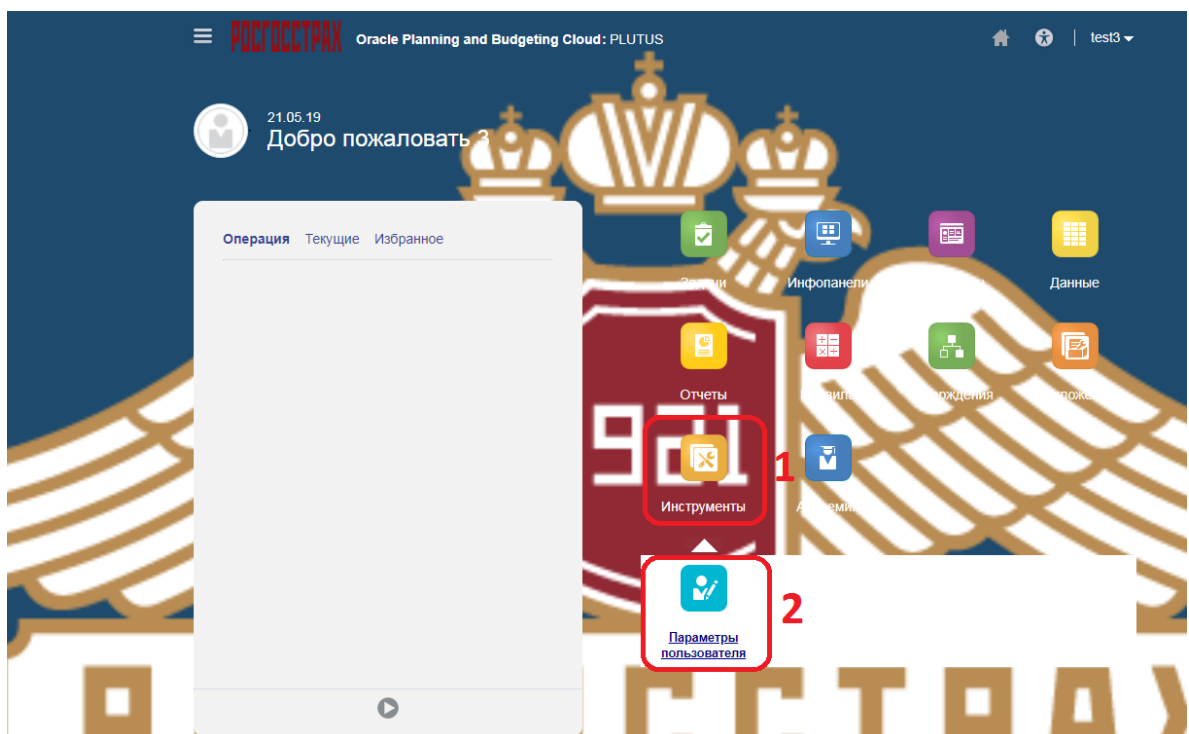 РОСГОССТРАХ
Oracle Planning and Budgeting Cloud: PLUTUS
test3
21.05.19
Добро пожаловать 3
Операция Текущие Избранное
Инфопанели
Данные
Отчеты
1921
1
Инструменты
2
Параметры
пользователя